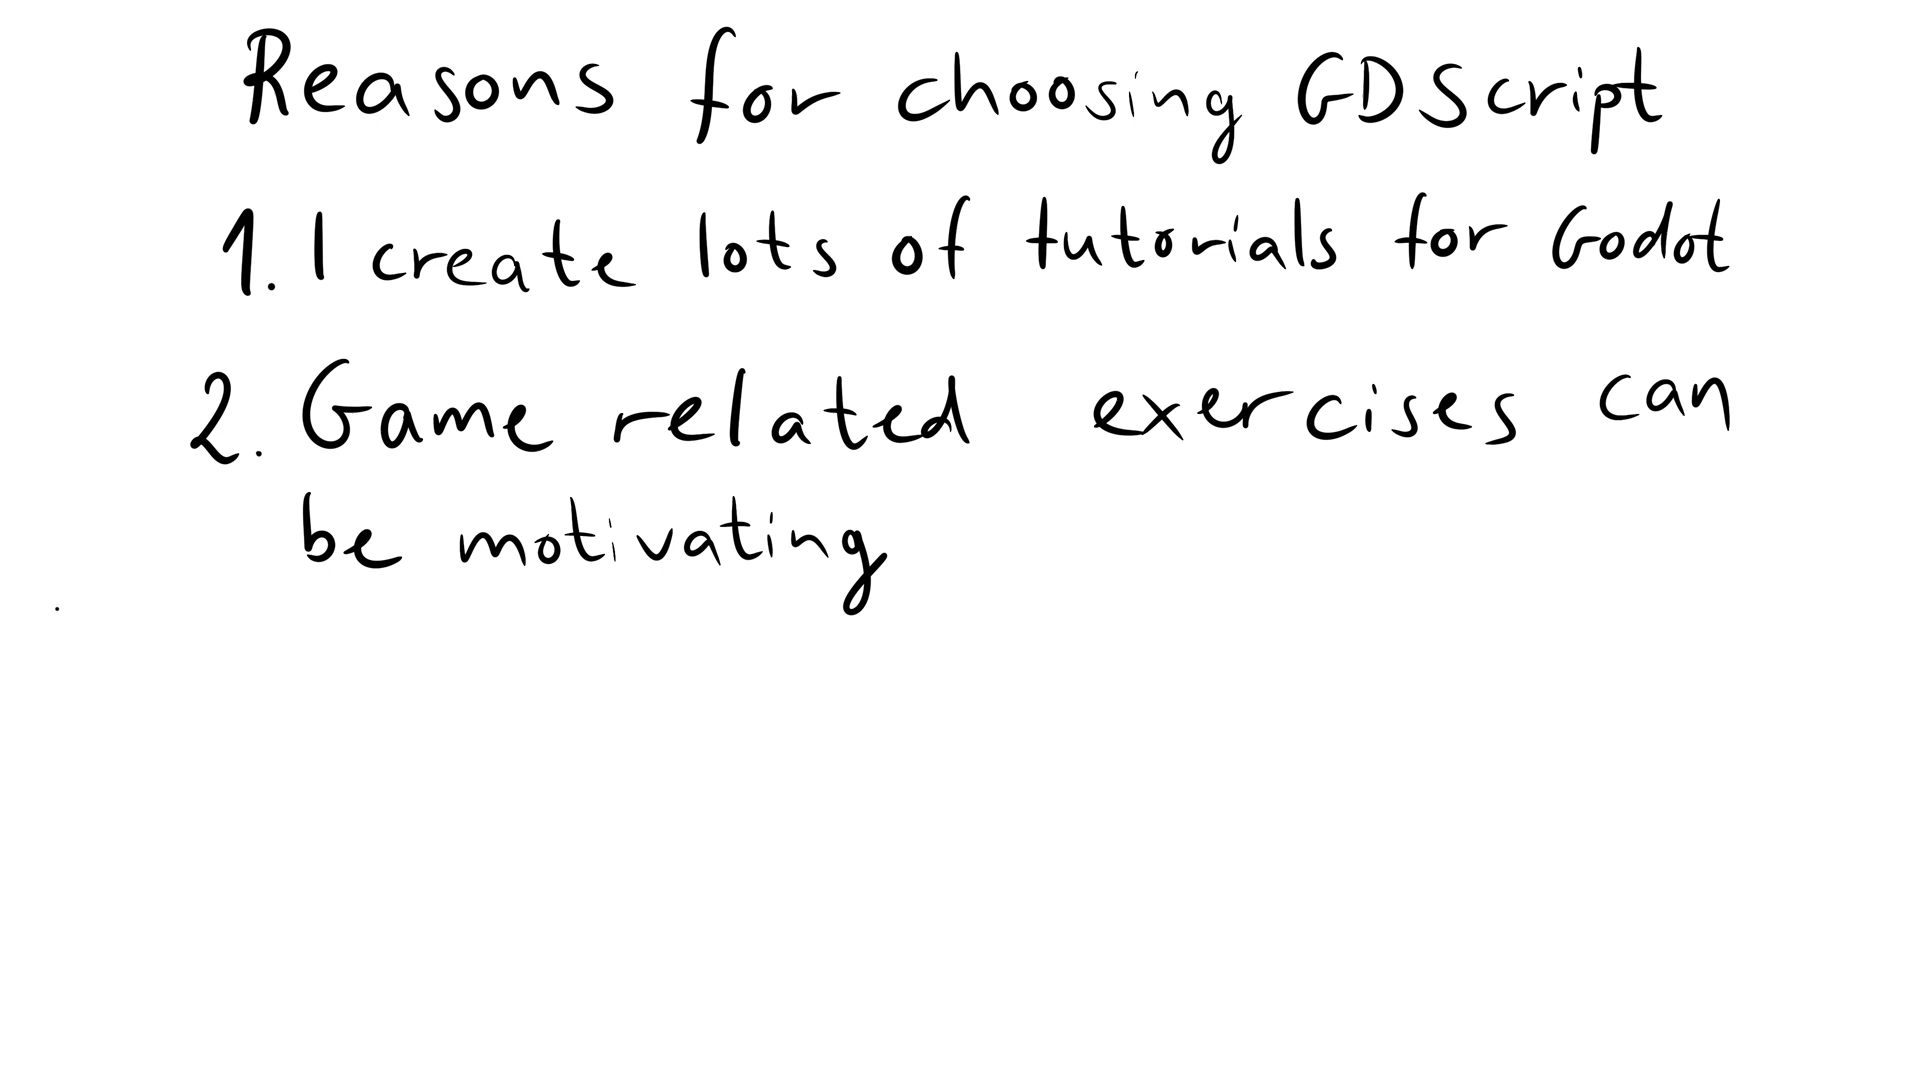 Reasons for choosing GDScript
1. I create lots of tutorials for Godot
2. Game related exercises can
be motivating